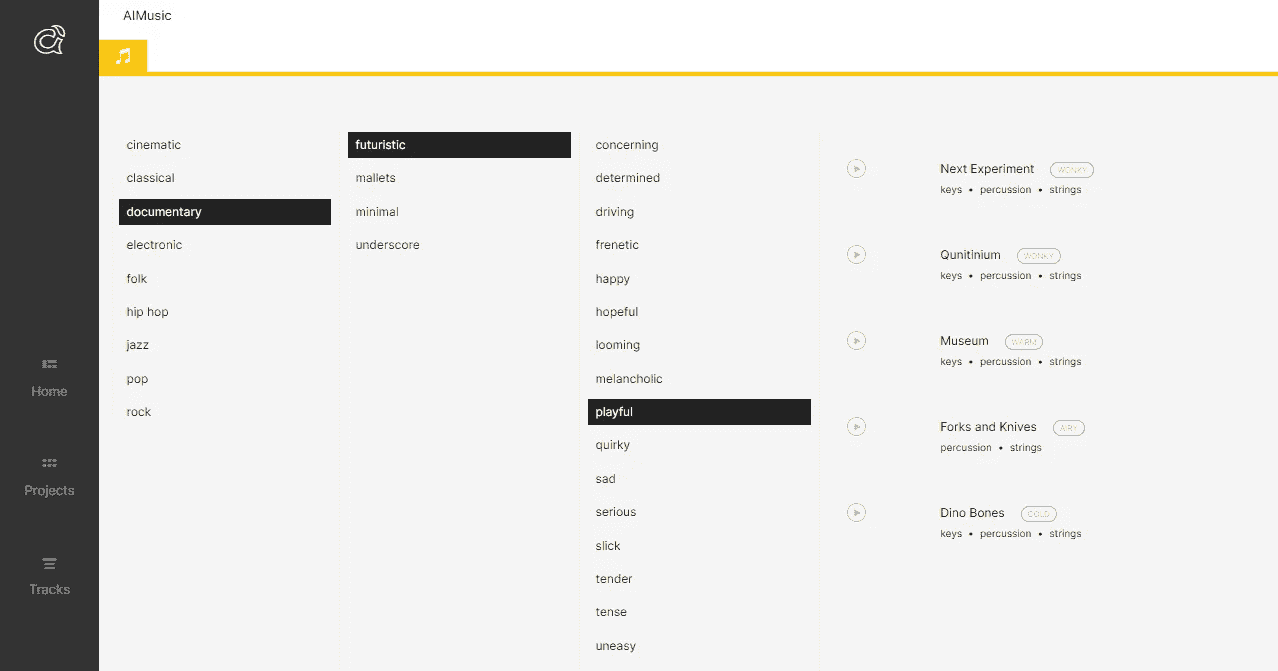 AIMusic
Home
Projects
Tracks
cinematic
classical
documentary
electronic
folk
hip hop
jazz
pop
rock
futuristic
mallets
minimal
underscore
concerning
determined
driving
frenetic
happy
hopeful
looming
melancholic
playful
quirky
sad
serious
slick
tender
tense
uneasy
Next Experiment WONKY
keys • percussion • strings
Qunitinium WONKY
keys • percussion • strings
Museum WARM
keys • percussion • strings
Forks and Knives AIRY
percussion • strings
Dino Bones COLD
keys • percussion • strings